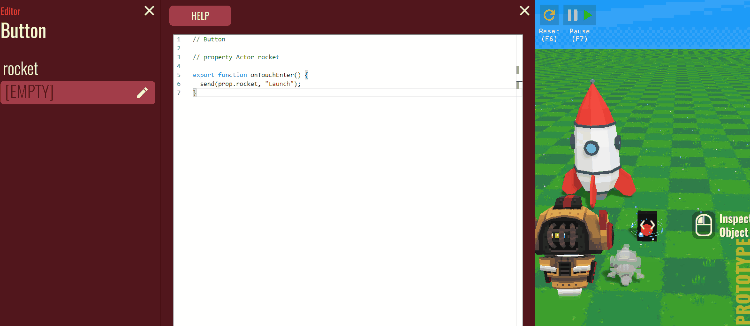 Editor
Button
rocket
[EMPTY]
HELP
1 // Button
2
3 // property Actor rocket
4
5 export function onTouchEnter() {
6 send(prop.rocket, "Launch");
7 }
Reset
(F6)
Pause
(F7)
Inspect
Object
PROTOTYPE